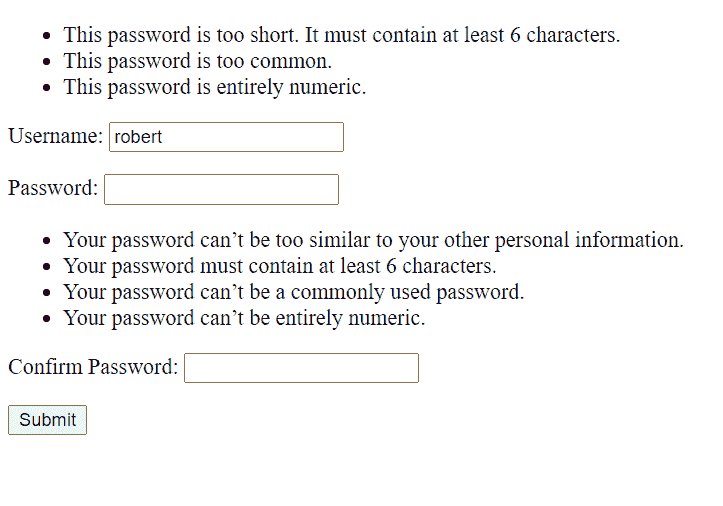 This password is too short. It must contain at least 6 characters.
This password is too common.
This password is entirely numeric.
Username: robert
Password:
Your password can’t be too similar to your other personal information.
Your password must contain at least 6 characters.
Your password can’t be a commonly used password.
Your password can’t be entirely numeric.
Confirm Password:
Submit